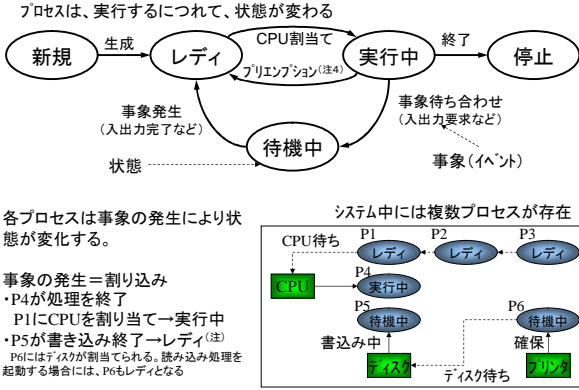 プロセスは、実行するにつれて、状態が変わる
新規
生成
レディ
CPU割当て
プリエンプション(注4)
実行中
終了
停止
事象発生
(入出力完了など)
待機中
事象待ち合わせ
(入出力要求など)
状態
事象(イベント)
各プロセスは事象の発生により状
態が変化する。
事象の発生=割り込み
・P4が処理を終了
P1にCPUを割り当て→実行中
・P5が書き込み終了→レディ(注)
P6にはディスクが割当てられる。読み込み処理を
起動する場合には、P6もレディとなる
システム中には複数プロセスが存在
CPU待ち
P1
レディ
P2
レディ
P3
レディ
CPU
P4
実行中
P5
待機中
P6
待機中
書込み中
確保
ディスク
ディスク待ち
プリンタ